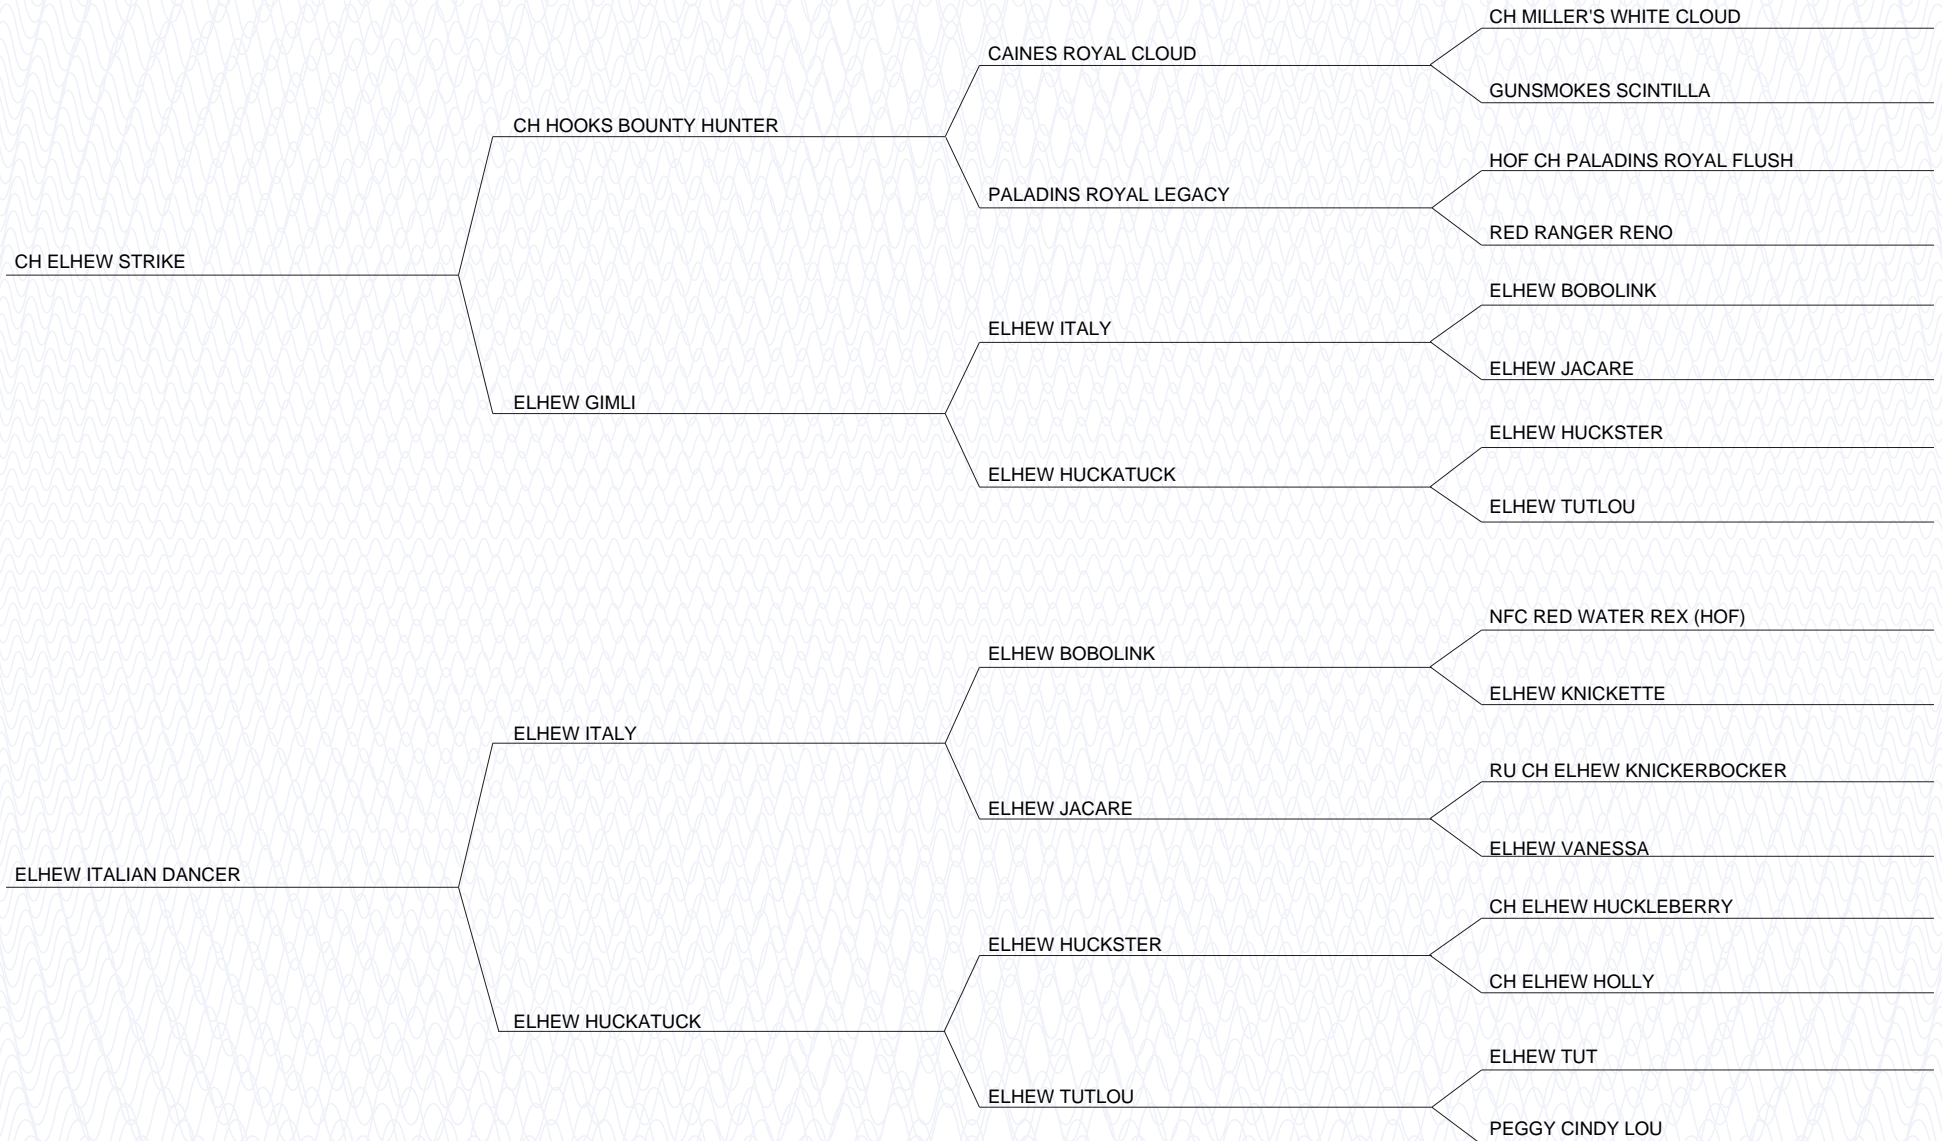 CH MILLER'S WHITE CLOUD
CAINES ROYAL CLOUD
GUNSMOKES SCINTILLA
CH HOOKS BOUNTY HUNTER
HOF CH PALADINS ROYAL FLUSH
PALADINS ROYAL LEGACY
RED RANGER RENO
CH ELHEW STRIKE
ELHEW BOBOLINK
ELHEW ITALY
ELHEW JACARE
ELHEW GIMLI
ELHEW HUCKSTER
ELHEW HUCKATUCK
ELHEW TUTLOU
NFC RED WATER REX (HOF)
ELHEW BOBOLINK
ELHEW KNICKETTE
ELHEW ITALY
RU CH ELHEW KNICKERBOCKER
ELHEW JACARE
ELHEW VANESSA
ELHEW ITALIAN DANCER
CH ELHEW HUCKLEBERRY
ELHEW HUCKSTER
CH ELHEW HOLLY
ELHEW HUCKATUCK
ELHEW TUT
ELHEW TUTLOU
PEGGY CINDY LOU